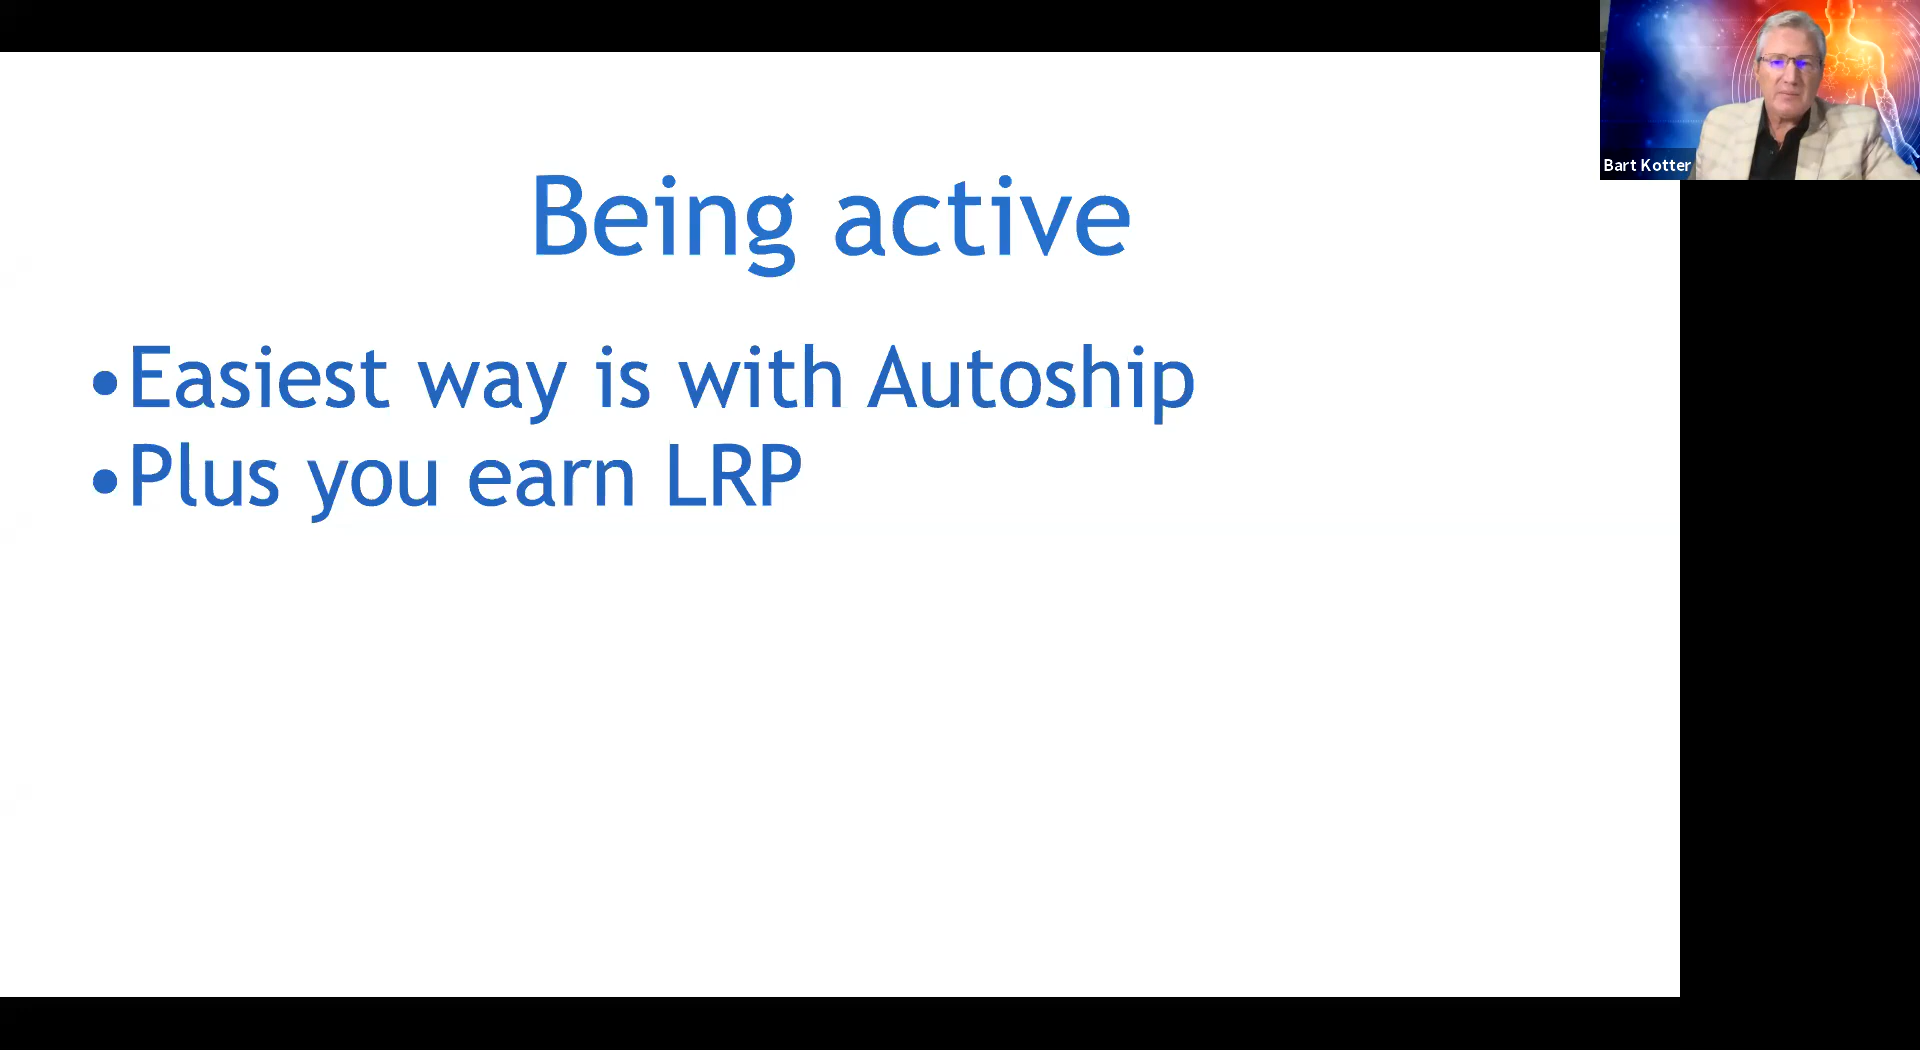 Bart Kotter
Being active
•Easiest way is with Autoship
•Plus you earn LRP